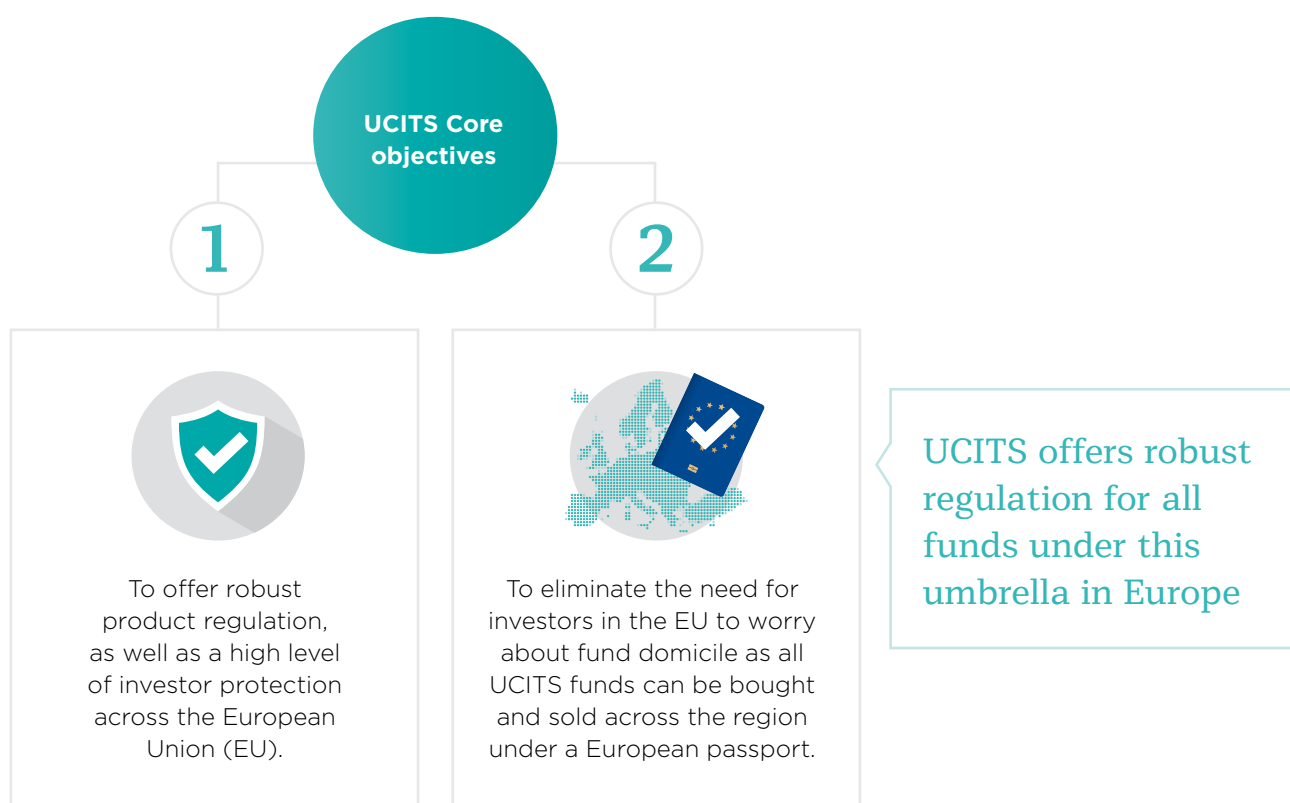 UCITS Core
objectives
1
2
To offer robust
product regulation,
as well as a high level
of investor protection
across the European
Union (EU).
To eliminate the need for
investors in the EU to worry
about fund domicile as all
UCITS funds can be bought
and sold across the region
under a European passport.
UCITS offers robust
regulation for all
funds under this
umbrella in Europe